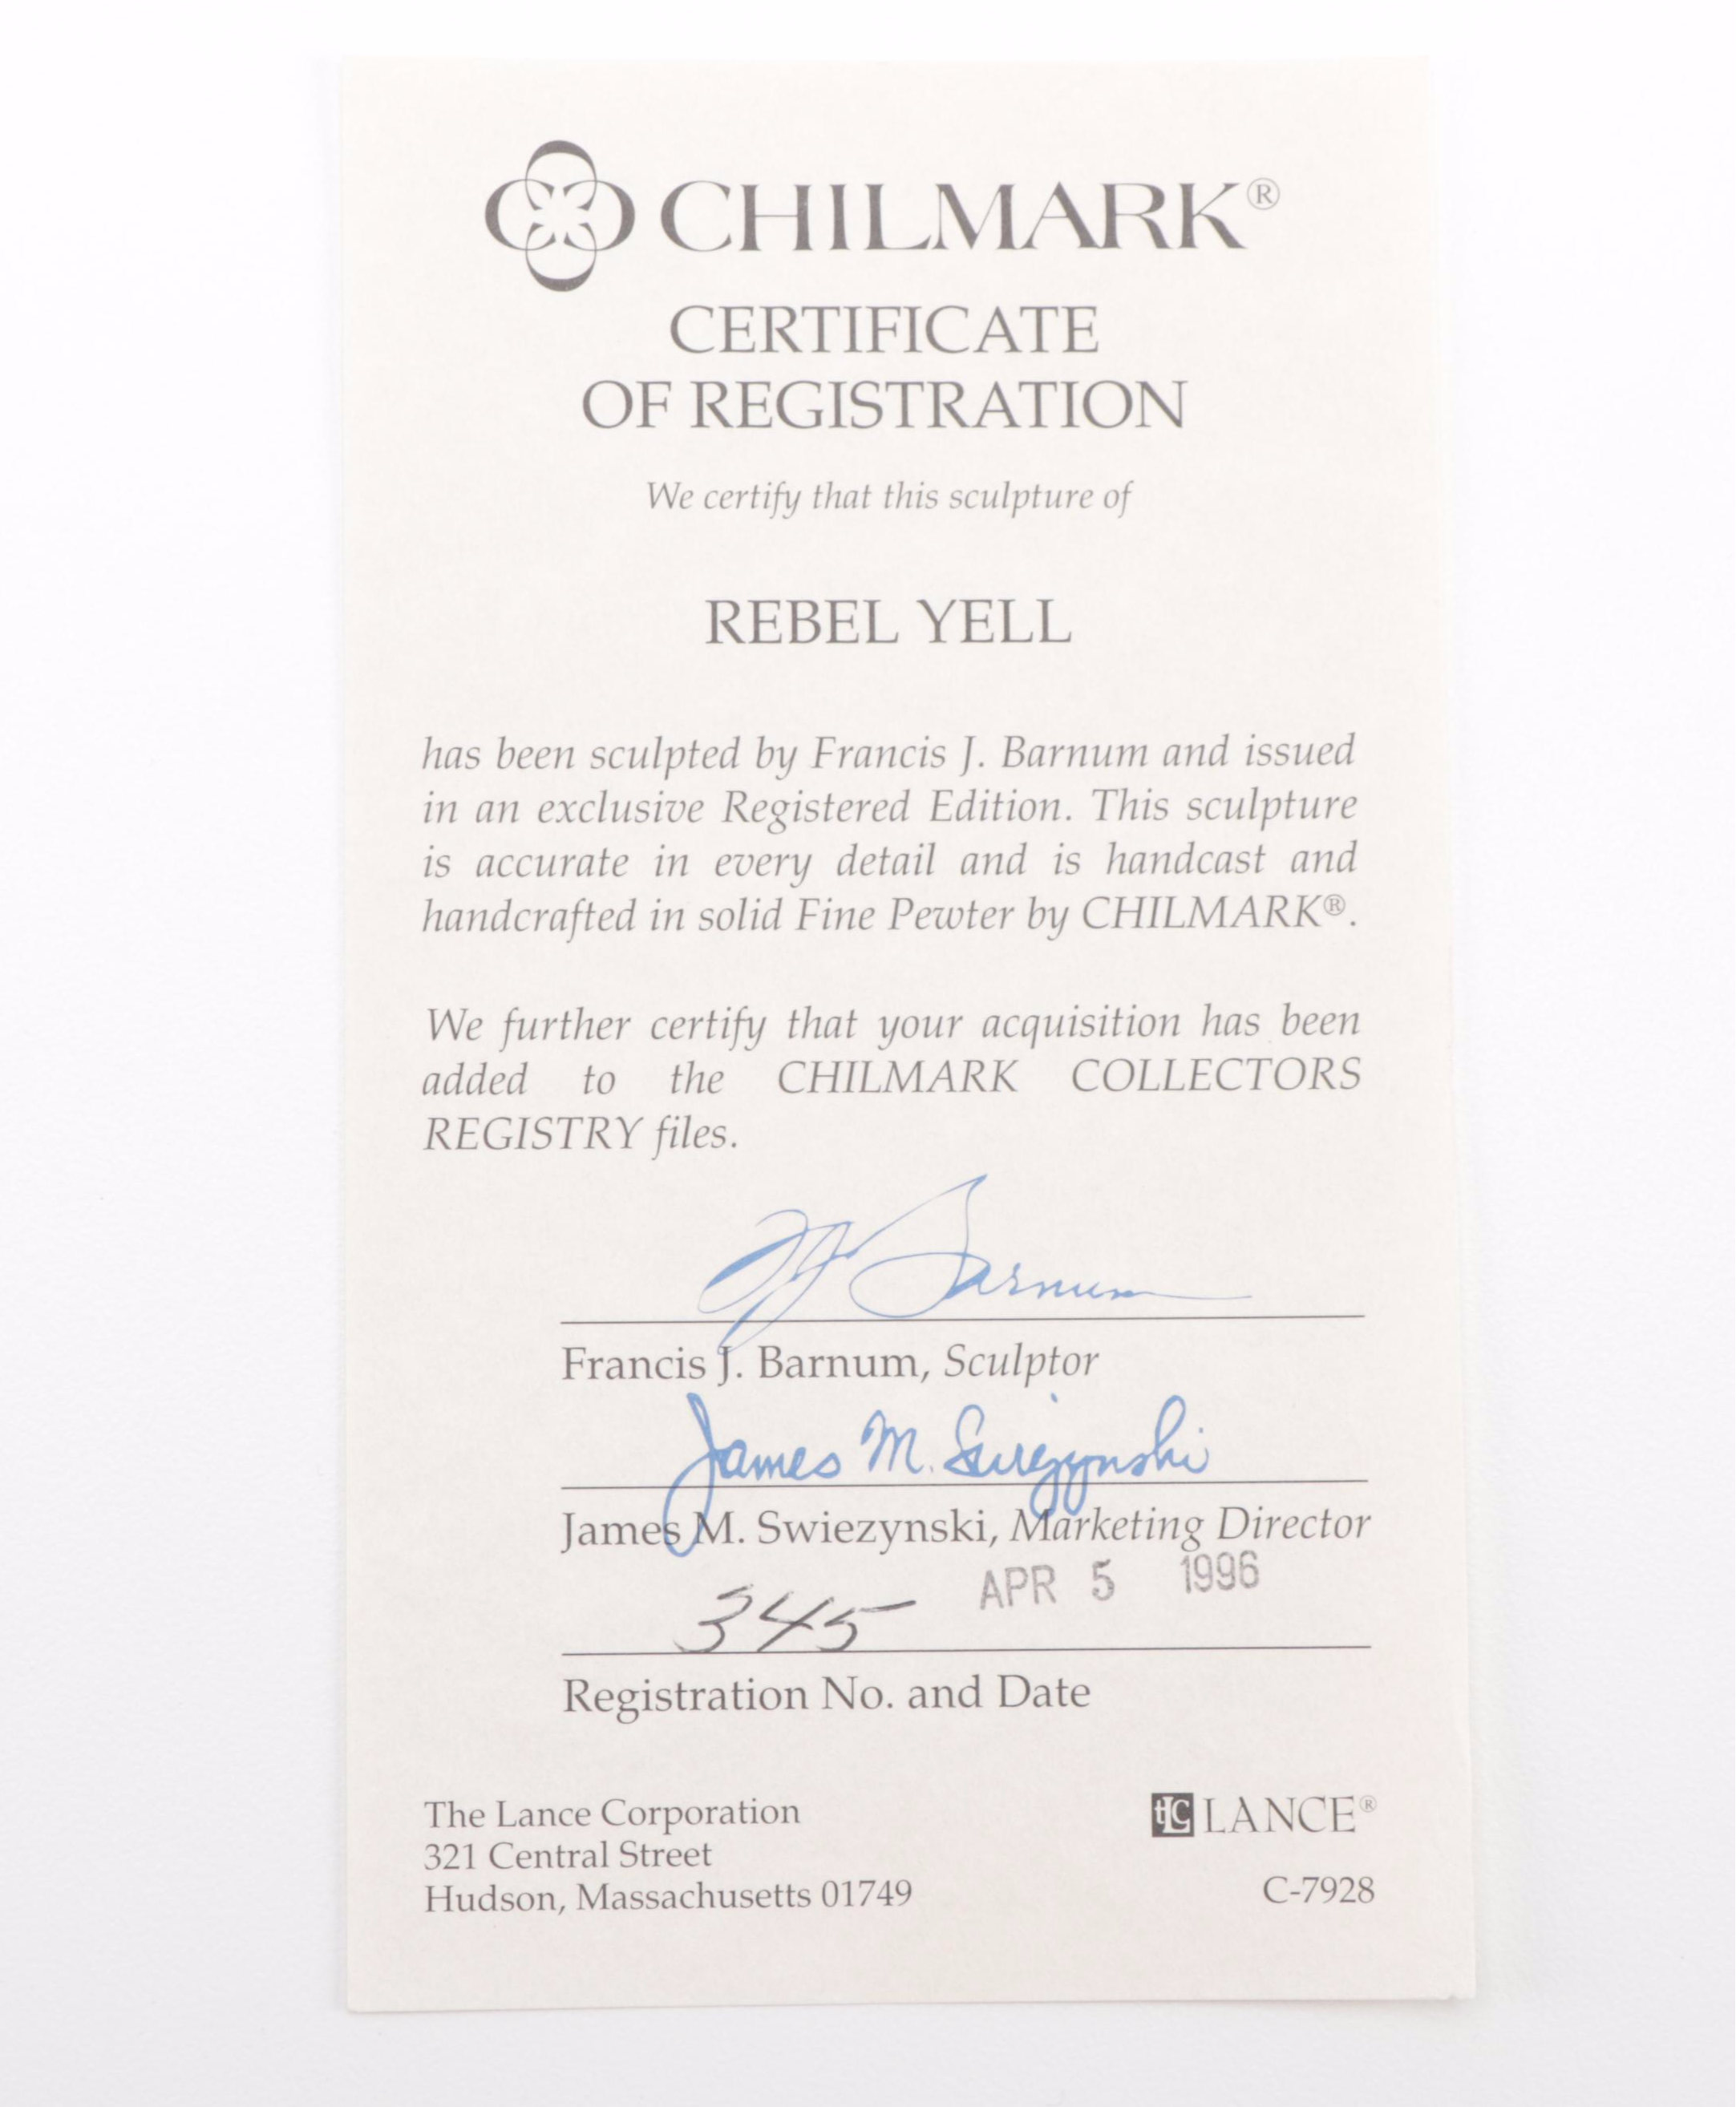 CHILMARK®
CERTIFICATE
OF REGISTRATION
We certify that this sculpture of
REBEL YELL
has been sculpted by Francis J. Barnum and issued
in an exclusive Registered Edition. This sculpture
is accurate in every detail and is handcast and
handcrafted in solid Fine Pewter by CHILMARK®.
We further certify that your acquisition has been
added to the CHILMARK COLLECTORS
REGISTRY files.
FJ Barnum
Francis J. Barnum, Sculptor
James M. Swiezynski
James M. Swiezynski, Marketing Director
345 APR 5 1996
Registration No. and Date
The Lance Corporation
321 Central Street
Hudson, Massachusetts 01749
tLC LANCE®
C-7928